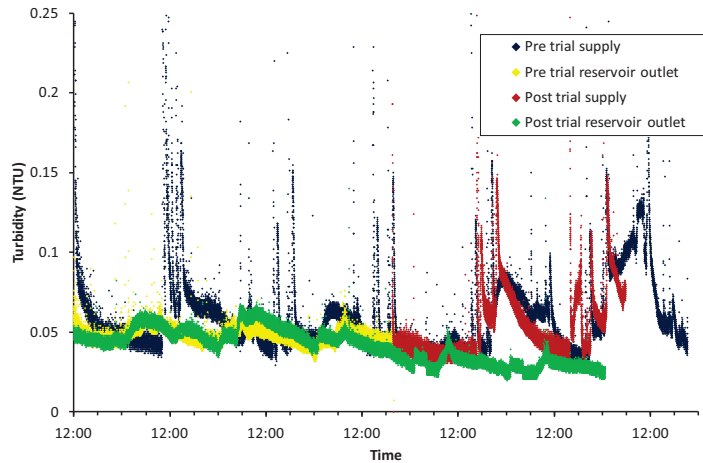 0.25
0.2
0.15
0.1
0.05
0
Turbidity (NTU)
Pre trial supply
Pre trial reservoir outlet
Post trial supply
Post trial reservoir outlet
12:00 12:00 12:00 12:00 12:00 12:00 12:00
Time